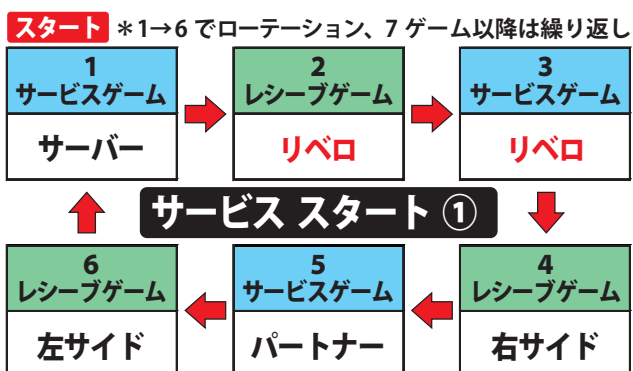 スタート ＊1→6 でローテーション、7 ゲーム以降は繰り返し
1
サービスゲーム
サーバー
2
レシーブゲーム
リベロ
3
サービスゲーム
リベロ
サービス スタート ①
6
レシーブゲーム
左サイド
5
サービスゲーム
パートナー
4
レシーブゲーム
右サイド